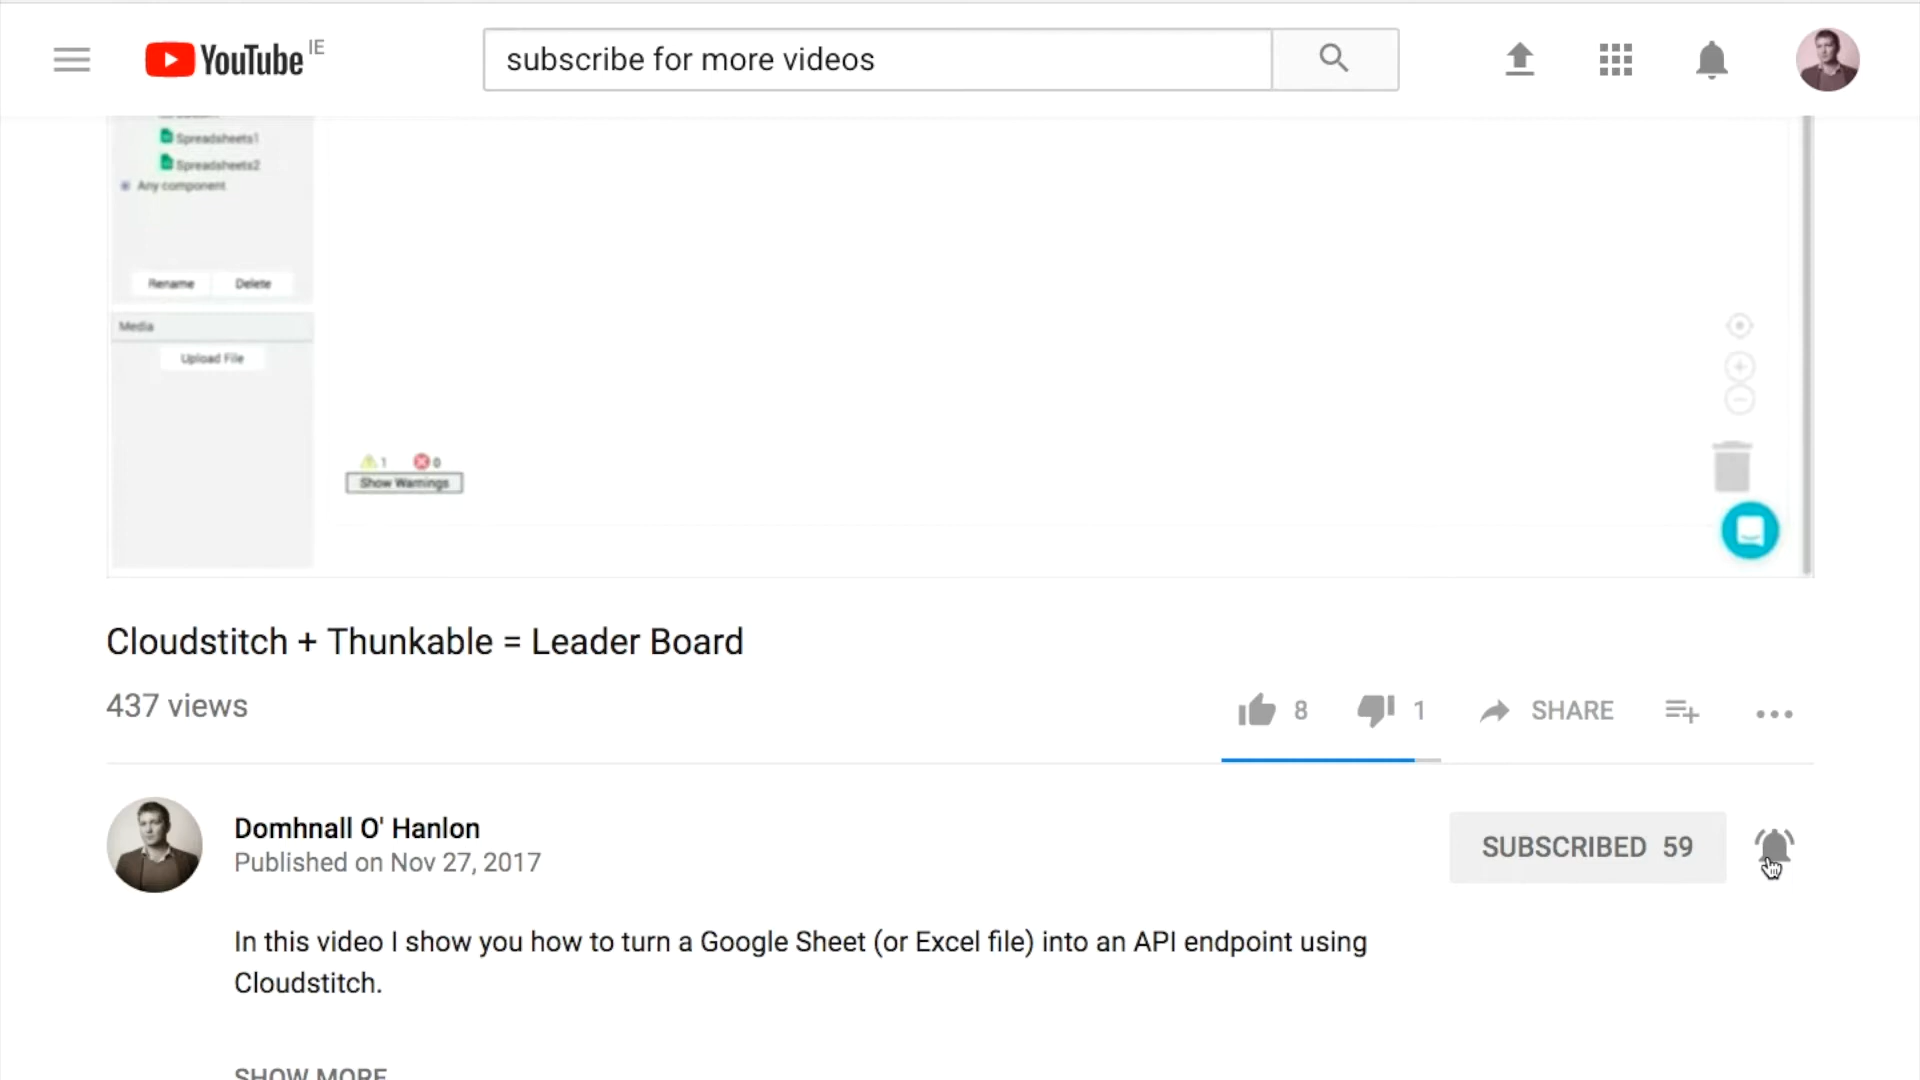 YouTube IE
subscribe for more videos
Spreadsheets1
Spreadsheets2
Any component
Rename Delete
Media
Upload File
1 0
Show Warnings
Cloudstitch + Thunkable = Leader Board
437 views
8 1 SHARE
Domhnall O' Hanlon
Published on Nov 27, 2017
SUBSCRIBED 59
In this video I show you how to turn a Google Sheet (or Excel file) into an API endpoint using
Cloudstitch.
SHOW MORE